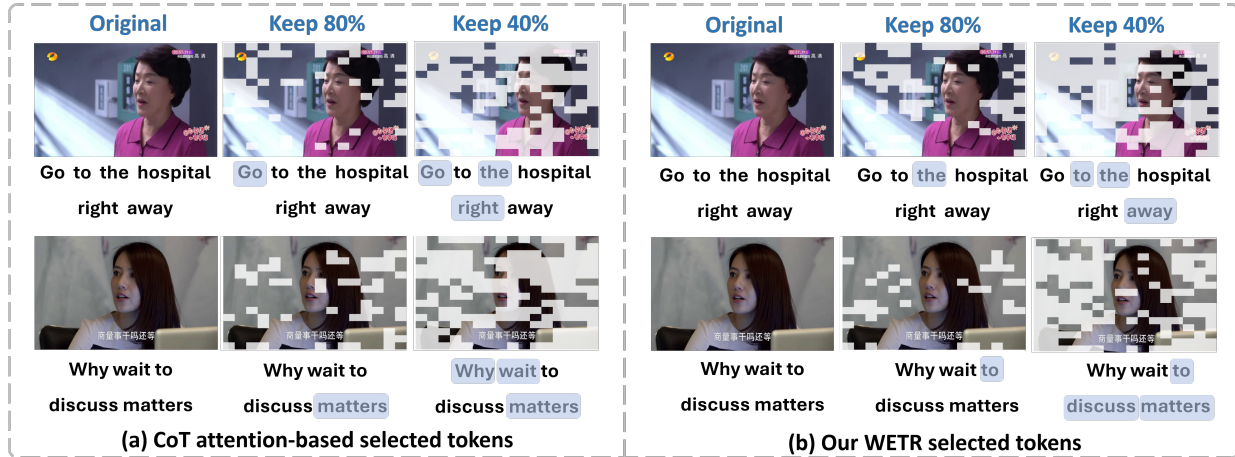 Original Keep 80% Keep 40%
Go to the hospital Go to the hospital Go to the hospital
right away right away right away
商量事干吗还等 商量事干吗还等 商量事干吗还等
Why wait to Why wait to Why wait to
discuss matters discuss matters discuss matters
(a) CoT attention-based selected tokens
Original Keep 80% Keep 40%
Go to the hospital Go to the hospital Go to the hospital
right away right away right away
商量事干吗还等 商量事干吗还等 商量事干吗还等
Why wait to Why wait to Why wait to
discuss matters discuss matters discuss matters
(b) Our WETR selected tokens